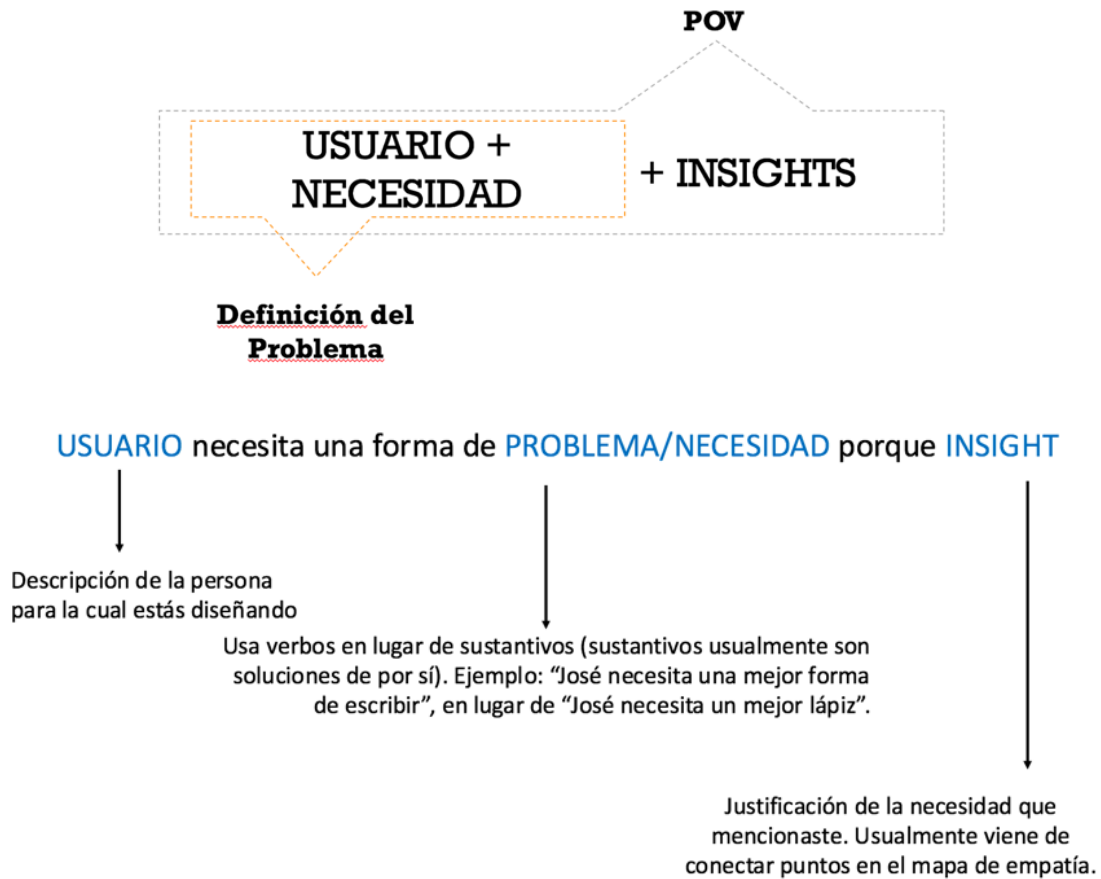 POV
USUARIO +
NECESIDAD
+ INSIGHTS
Definición del
Problema
USUARIO necesita una forma de PROBLEMA/NECESIDAD porque INSIGHT
Descripción de la persona
para la cual estás diseñando
Usa verbos en lugar de sustantivos (sustantivos usualmente son
soluciones de por sí). Ejemplo: “José necesita una mejor forma
de escribir”, en lugar de “José necesita un mejor lápiz”.
Justificación de la necesidad que
mencionaste. Usualmente viene de
conectar puntos en el mapa de empatía.